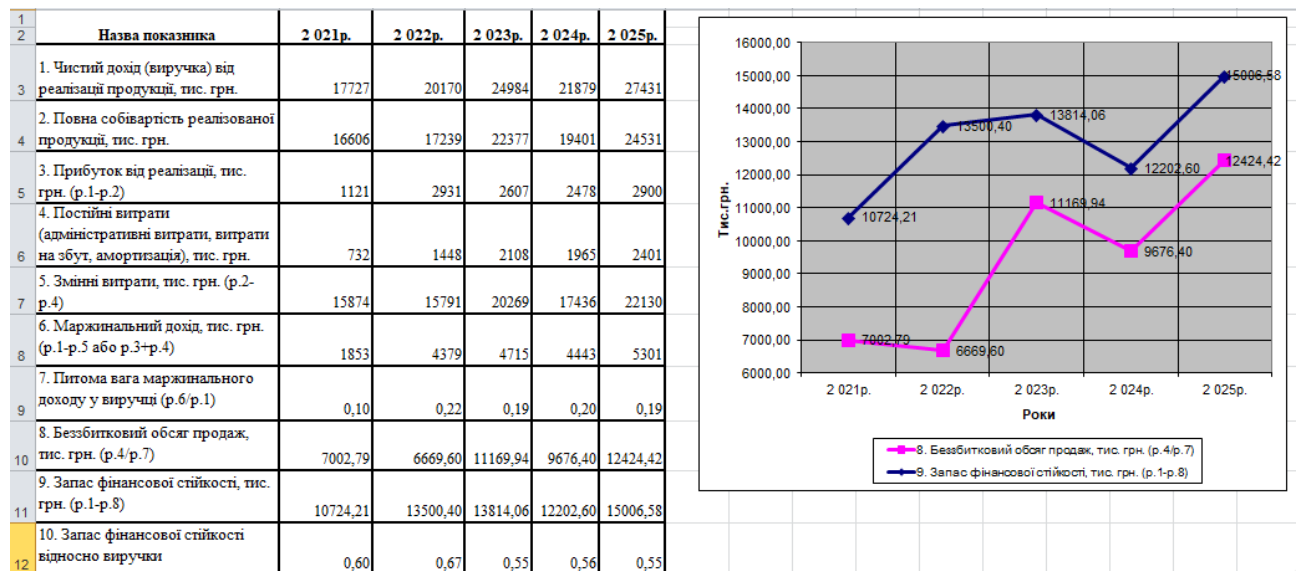 1
2 Назва показника 2 021р. 2 022р. 2 023р. 2 024р. 2 025р.
1. Чистий дохід (виручка) від
3 реалізації продукції, тис. грн. 17727 20170 24984 21879 27431
2. Повна собівартість реалізованої
4 продукції, тис. грн. 16606 17239 22377 19401 24531
3. Прибуток від реалізації, тис.
5 грн. (р.1-р.2) 1121 2931 2607 2478 2900
4. Постійні витрати
(адміністративні витрати, витрати
6 на збут, амортизація), тис. грн. 732 1448 2108 1965 2401
5. Змінні витрати, тис. грн. (р.2-
7 р.4) 15874 15791 20269 17436 22130
6. Маржинальний дохід, тис. грн.
8 (р.1-р.5 або р.3+р.4) 1853 4379 4715 4443 5301
7. Питома вага маржинального
9 доходу у виручці (р.6/р.1) 0,10 0,22 0,19 0,20 0,19
8. Беззбитковий обсяг продаж,
10 тис. грн. (р.4/р.7) 7002,79 6669,60 11169,94 9676,40 12424,42
9. Запас фінансової стійкості, тис.
11 грн. (р.1-р.8) 10724,21 13500,40 13814,06 12202,60 15006,58
10. Запас фінансової стійкості
12 відносно виручки 0,60 0,67 0,55 0,56 0,55
16000,00
15000,00
14000,00
13000,00
12000,00
11000,00
10000,00
9000,00
8000,00
7000,00
6000,00
Тис.грн.
10724,21
13500,40
13814,06
12202,60
15006,58
7002,79
6669,60
11169,94
9676,40
12424,42
2 021р. 2 022р. 2 023р. 2 024р. 2 025р.
Роки
8. Беззбитковий обсяг продаж, тис. грн. (р.4/р.7)
9. Запас фінансової стійкості, тис. грн. (р.1-р.8)